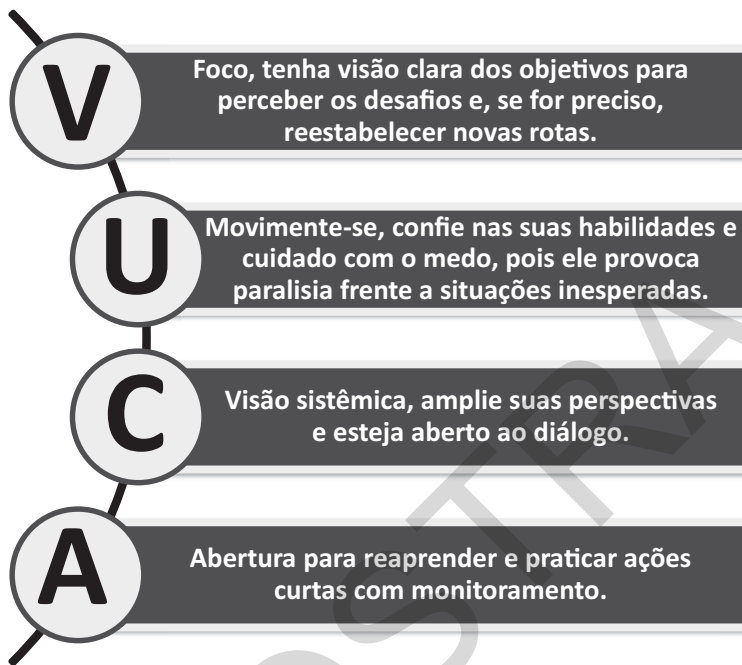 V
Foco, tenha visão clara dos objetivos para
perceber os desafios e, se for preciso,
reestabelecer novas rotas.
U
Movimente-se, confie nas suas habilidades e
cuidado com o medo, pois ele provoca
paralisia frente a situações inesperadas.
C
Visão sistêmica, amplie suas perspectivas
e esteja aberto ao diálogo.
A
Abertura para reaprender e praticar ações
curtas com monitoramento.
OSTRA